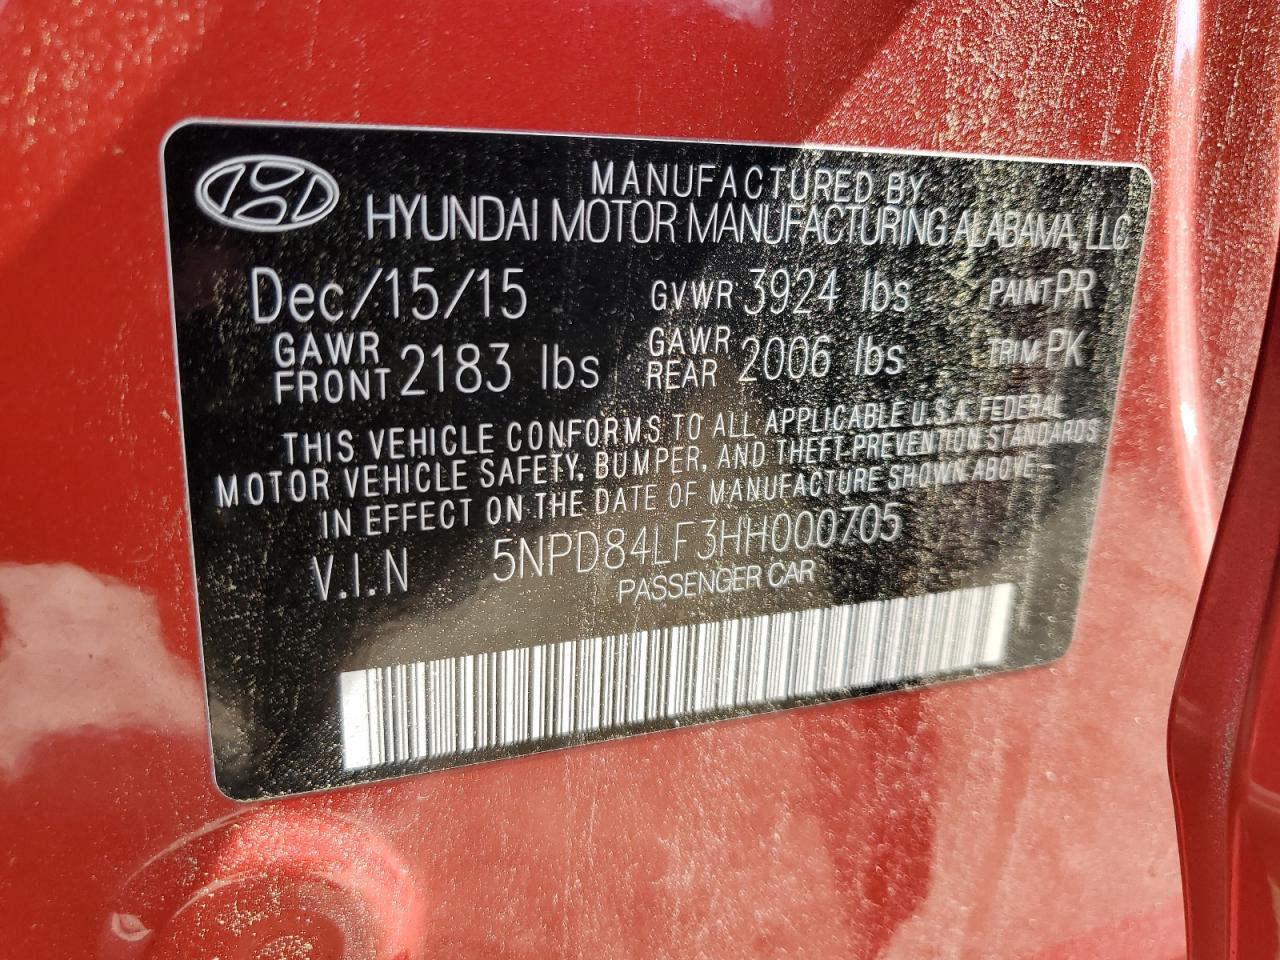 MANUFACTURED BY
HYUNDAI MOTOR MANUFACTURING ALABAMA, LLC
Dec/15/15 GVWR 3924 lbs PAINT PR
GAWR FRONT 2183 lbs GAWR REAR 2006 lbs TRIM PK
THIS VEHICLE CONFORMS TO ALL APPLICABLE U.S.A. FEDERAL
MOTOR VEHICLE SAFETY, BUMPER, AND THEFT PREVENTION STANDARDS
IN EFFECT ON THE DATE OF MANUFACTURE SHOWN ABOVE
V.I.N 5NPD84LF3HH000705
PASSENGER CAR